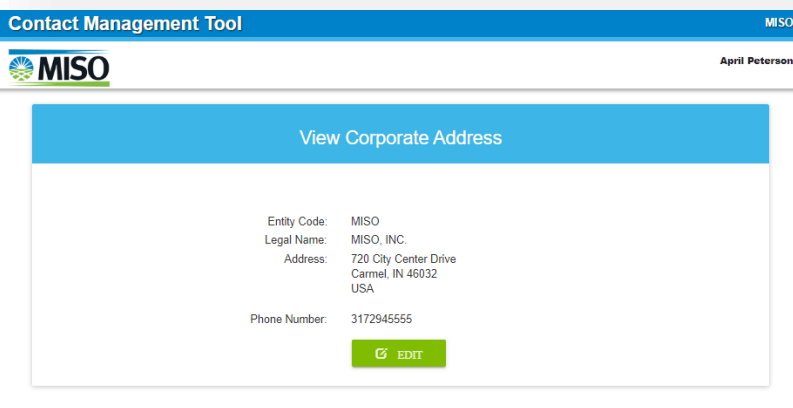 Contact Management Tool MISO
MISO April Peterson
View Corporate Address
Entity Code: MISO
Legal Name: MISO, INC.
Address: 720 City Center Drive
Carmel, IN 46032
USA
Phone Number: 3172945555
EDIT